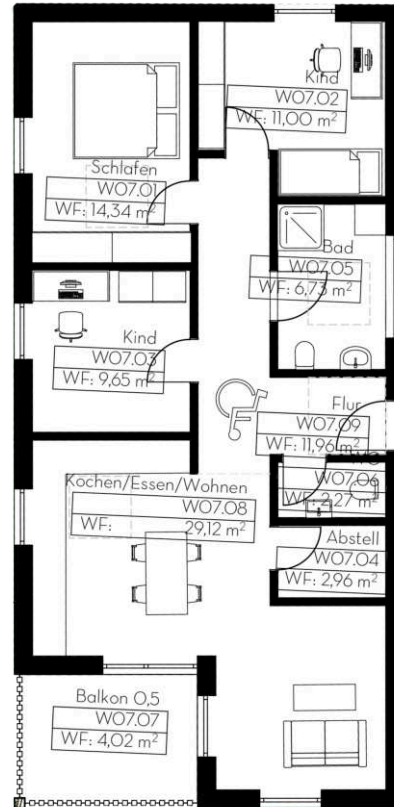 Kind
W07.02
WF: 11,00 m²
Schlafen
W07.01
WF: 14,34 m²
Bad
W07.05
WF: 6,73 m²
Kind
W07.03
WF: 9,65 m²
Flur
W07.09
WF: 11,96 m²
WC
W07.06
WF: 2,27 m²
Kochen/Essen/Wohnen
W07.08
WF: 29,12 m²
Abstell
W07.04
WF: 2,96 m²
Balkon 0,5
W07.07
WF: 4,02 m²